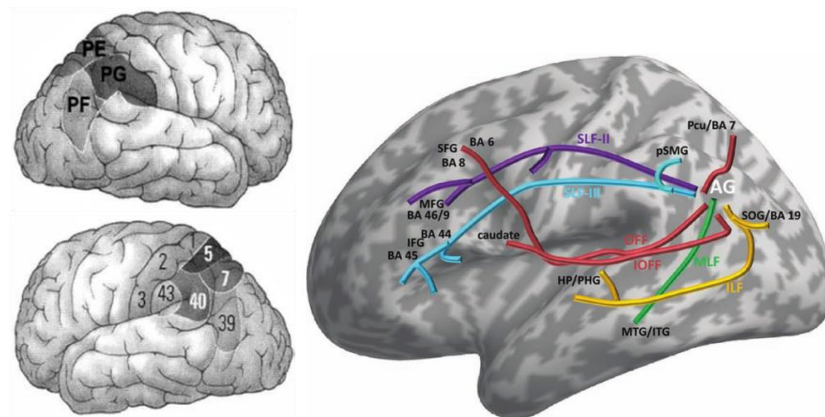 PE
PG
PF
2
5
7
3
43
40
39
SFG
BA 6
BA 8
SLF-II
pSMG
Pcu/BA 7
AG
MFG
BA 46/9
BA 44
IFG
BA 45
caudate
OFF
IOFF
SOG/BA 19
MLF
HP/PHG
ILF
MTG/ITG